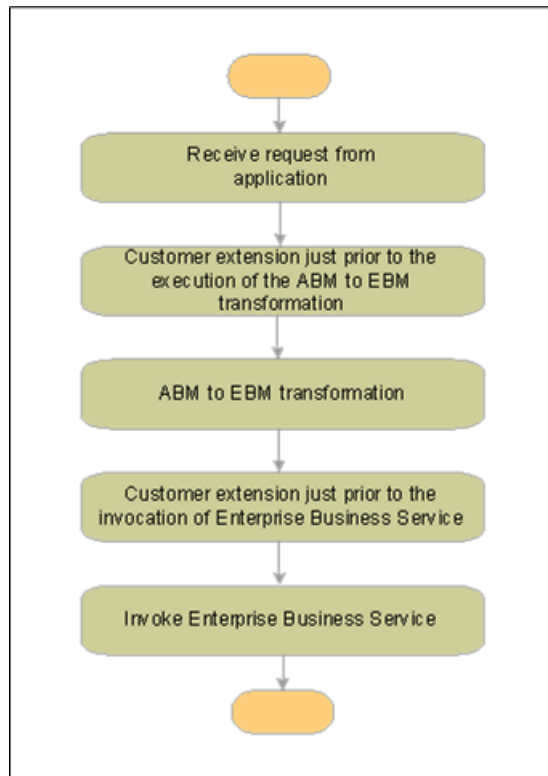 Receive request from
application
Customer extension just prior to the
execution of the ABM to EBM
transformation
ABM to EBM transformation
Customer extension just prior to the
invocation of Enterprise Business Service
Invoke Enterprise Business Service